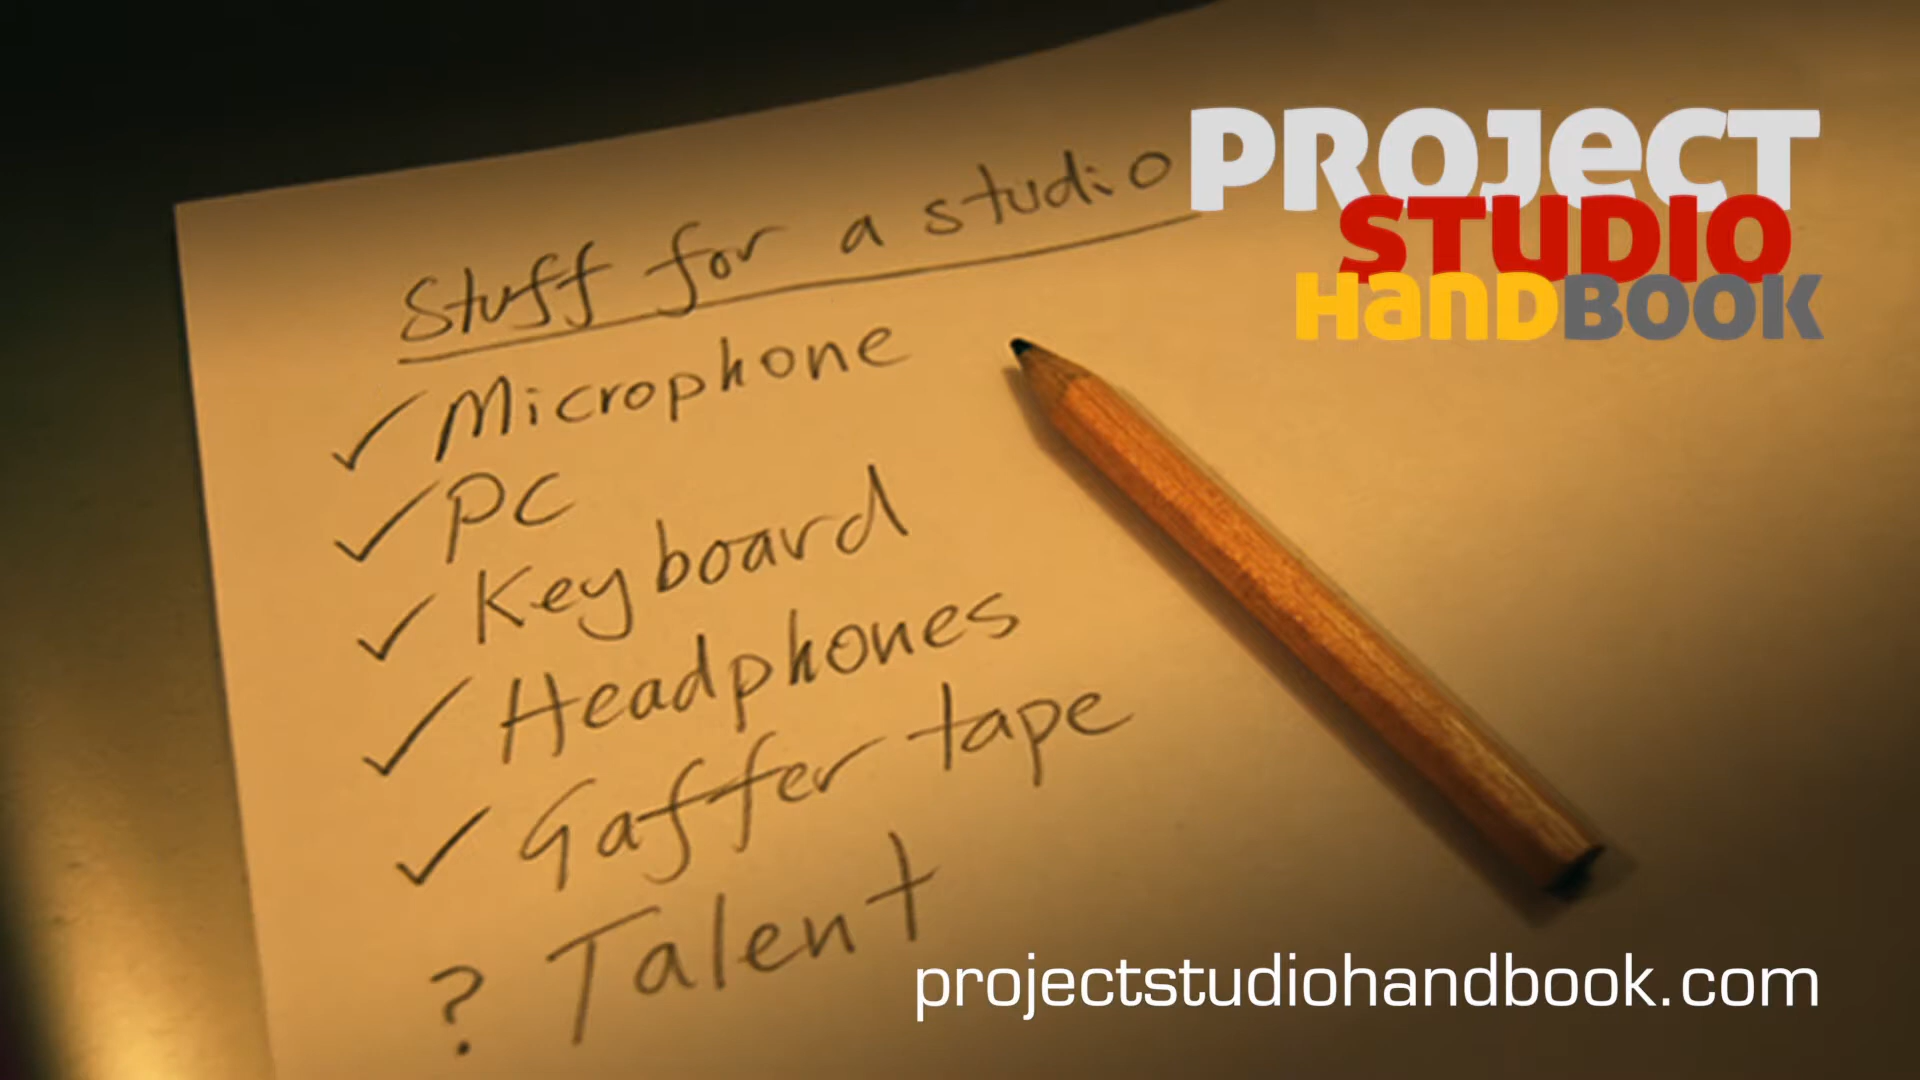 Stuff for a studio
✓ Microphone
✓ PC
✓ Keyboard
✓ Headphones
✓ Gaffer tape
? Talent
PROJECT
STUDIO
HANDBOOK
projectstudiohandbook.com